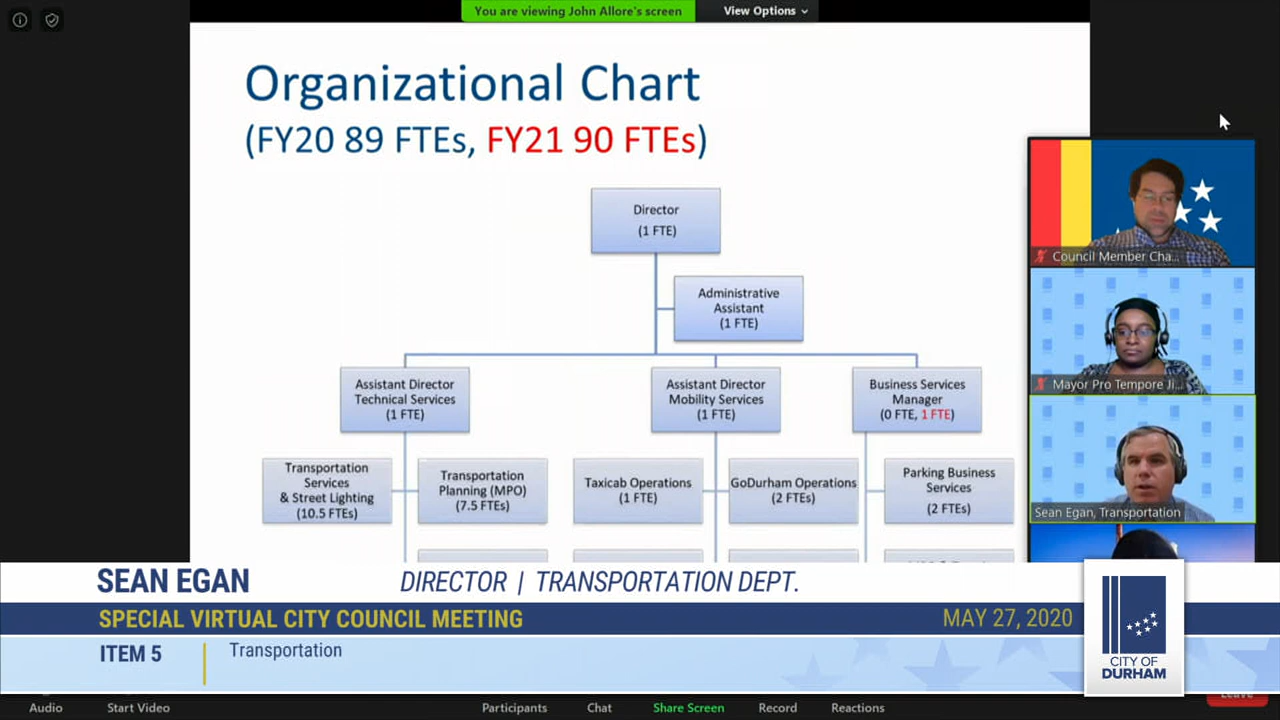 You are viewing John Allore's screen
View Options
Organizational Chart
(FY20 89 FTEs, FY21 90 FTEs)
Director
(1 FTE)
Administrative
Assistant
(1 FTE)
Assistant Director
Technical Services
(1 FTE)
Assistant Director
Mobility Services
(1 FTE)
Business Services
Manager
(0 FTE, 1 FTE)
Transportation
Services
& Street Lighting
(10.5 FTEs)
Transportation
Planning (MPO)
(7.5 FTEs)
Taxicab Operations
(1 FTE)
GoDurham Operations
(2 FTEs)
Parking Business
Services
(2 FTEs)
Council Member Cha...
Mayor Pro Tempore Ji...
Sean Egan, Transportation
SEAN EGAN
DIRECTOR | TRANSPORTATION DEPT.
SPECIAL VIRTUAL CITY COUNCIL MEETING
MAY 27, 2020
ITEM 5
Transportation
CITY OF
DURHAM
Audio
Start Video
Participants
Chat
Share Screen
Record
Reactions
Leave